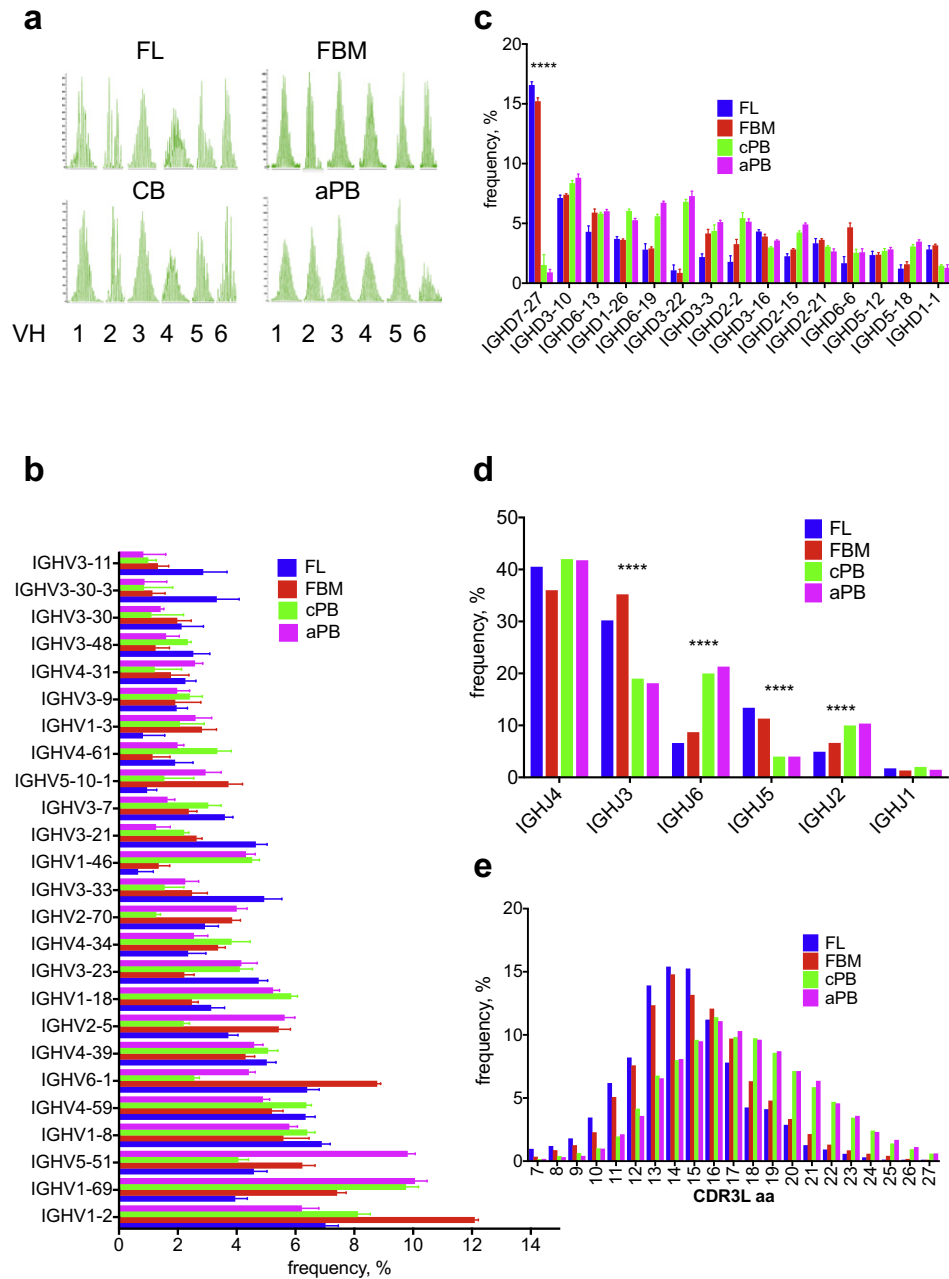 a
FL
FBM
CB
aPB
VH 1 2 3 4 5 6 1 2 3 4 5 6
c
20
15
10
5
0
frequency, %
****
FL
FBM
cPB
aPB
IGHD7-27
IGHD3-10
IGHD6-13
IGHD1-26
IGHD6-19
IGHD3-22
IGHD3-3
IGHD2-2
IGHD3-16
IGHD2-15
IGHD2-21
IGHD6-6
IGHD5-12
IGHD5-18
IGHD1-1
b
IGHV3-11
IGHV3-30-3
IGHV3-30
IGHV3-48
IGHV4-31
IGHV3-9
IGHV1-3
IGHV4-61
IGHV5-10-1
IGHV3-7
IGHV3-21
IGHV1-46
IGHV3-33
IGHV2-70
IGHV4-34
IGHV3-23
IGHV1-18
IGHV2-5
IGHV4-39
IGHV6-1
IGHV4-59
IGHV1-8
IGHV5-51
IGHV1-69
IGHV1-2
FL
FBM
cPB
aPB
0 2 4 6 8 10 12 14
frequency, %
d
50
40
30
20
10
0
frequency, %
FL
FBM
cPB
aPB
****
****
****
****
IGHJ4
IGHJ3
IGHJ6
IGHJ5
IGHJ2
IGHJ1
e
20
15
10
5
0
frequency, %
FL
FBM
cPB
aPB
7 8 9 10 11 12 13 14 15 16 17 18 19 20 21 22 23 24 25 26 27
CDR3L aa